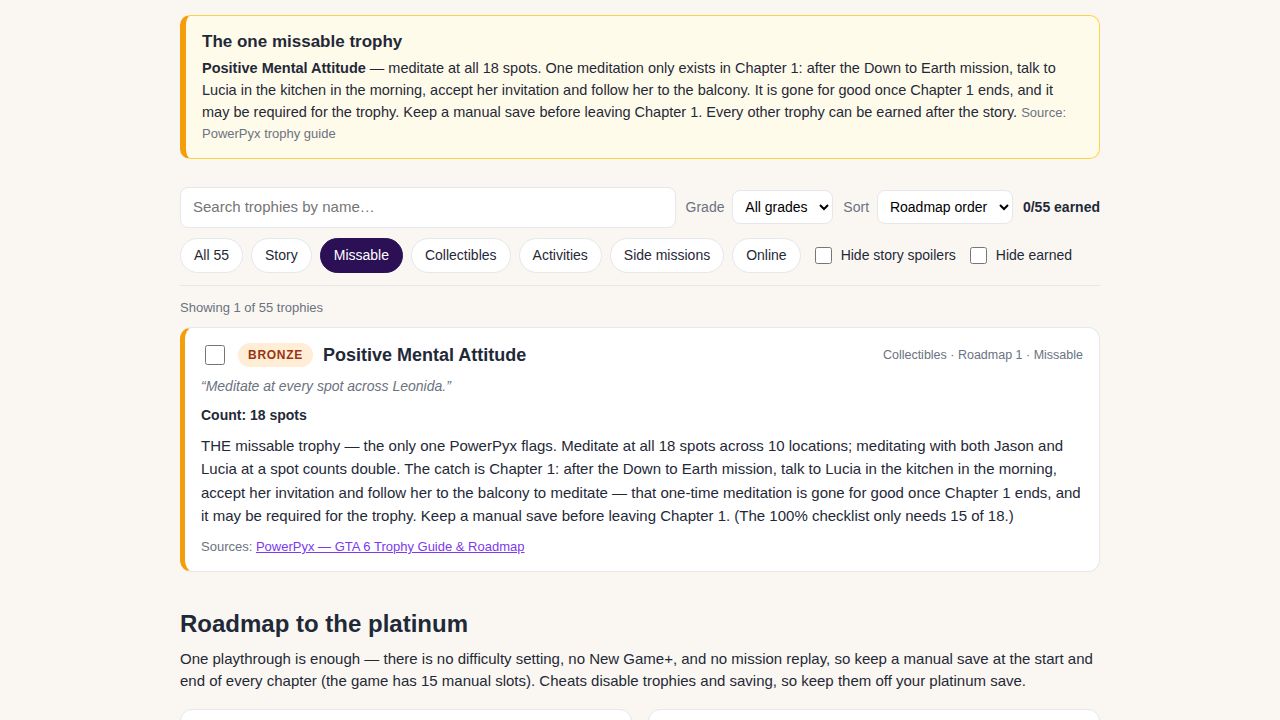 The one missable trophy
Positive Mental Attitude — meditate at all 18 spots. One meditation only exists in Chapter 1: after the Down to Earth mission, talk to
Lucia in the kitchen in the morning, accept her invitation and follow her to the balcony. It is gone for good once Chapter 1 ends, and it
may be required for the trophy. Keep a manual save before leaving Chapter 1. Every other trophy can be earned after the story. Source:
PowerPyx trophy guide
Search trophies by name… Grade All grades Sort Roadmap order 0/55 earned
All 55 Story Missable Collectibles Activities Side missions Online Hide story spoilers Hide earned
Showing 1 of 55 trophies
BRONZE Positive Mental Attitude Collectibles · Roadmap 1 · Missable
“Meditate at every spot across Leonida.”
Count: 18 spots
THE missable trophy — the only one PowerPyx flags. Meditate at all 18 spots across 10 locations; meditating with both Jason and
Lucia at a spot counts double. The catch is Chapter 1: after the Down to Earth mission, talk to Lucia in the kitchen in the morning,
accept her invitation and follow her to the balcony to meditate — that one-time meditation is gone for good once Chapter 1 ends, and
it may be required for the trophy. Keep a manual save before leaving Chapter 1. (The 100% checklist only needs 15 of 18.)
Sources: PowerPyx — GTA 6 Trophy Guide & Roadmap
Roadmap to the platinum
One playthrough is enough — there is no difficulty setting, no New Game+, and no mission replay, so keep a manual save at the start and
end of every chapter (the game has 15 manual slots). Cheats disable trophies and saving, so keep them off your platinum save.